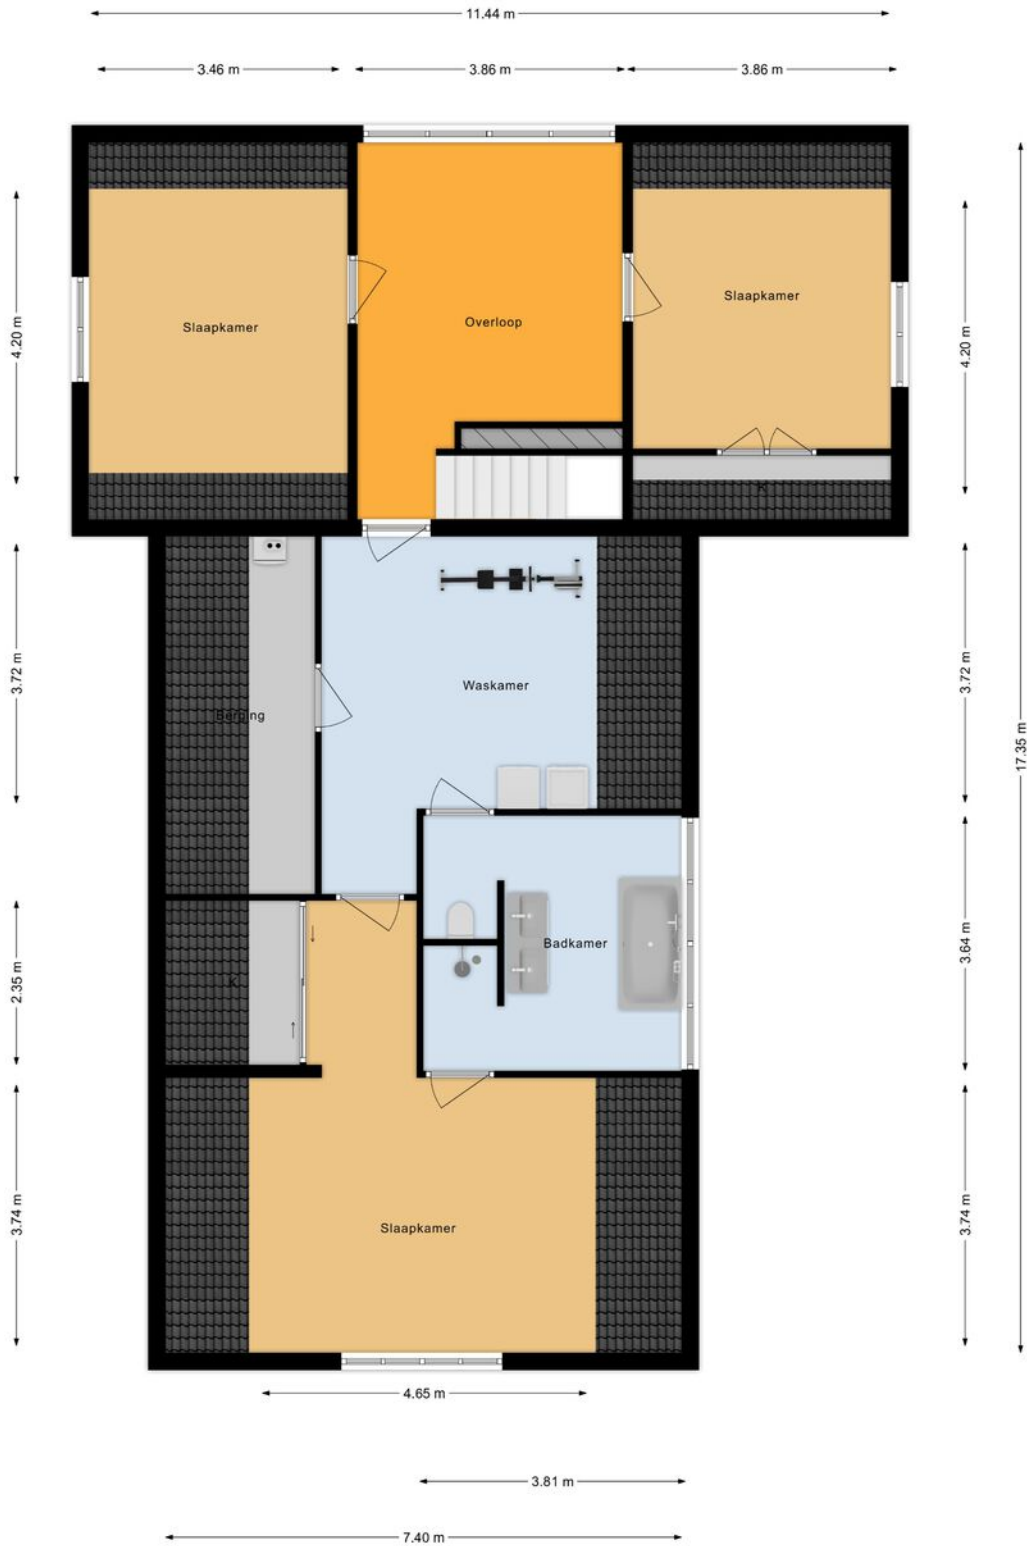 11.44 m
3.46 m
3.86 m
3.86 m
Slaapkamer
Overloop
Slaapkamer
4.20 m
4.20 m
K
3.72 m
Waskamer
3.72 m
Berging
17.35 m
Badkamer
3.64 m
2.35 m
K
3.74 m
Slaapkamer
3.74 m
4.65 m
3.81 m
7.40 m